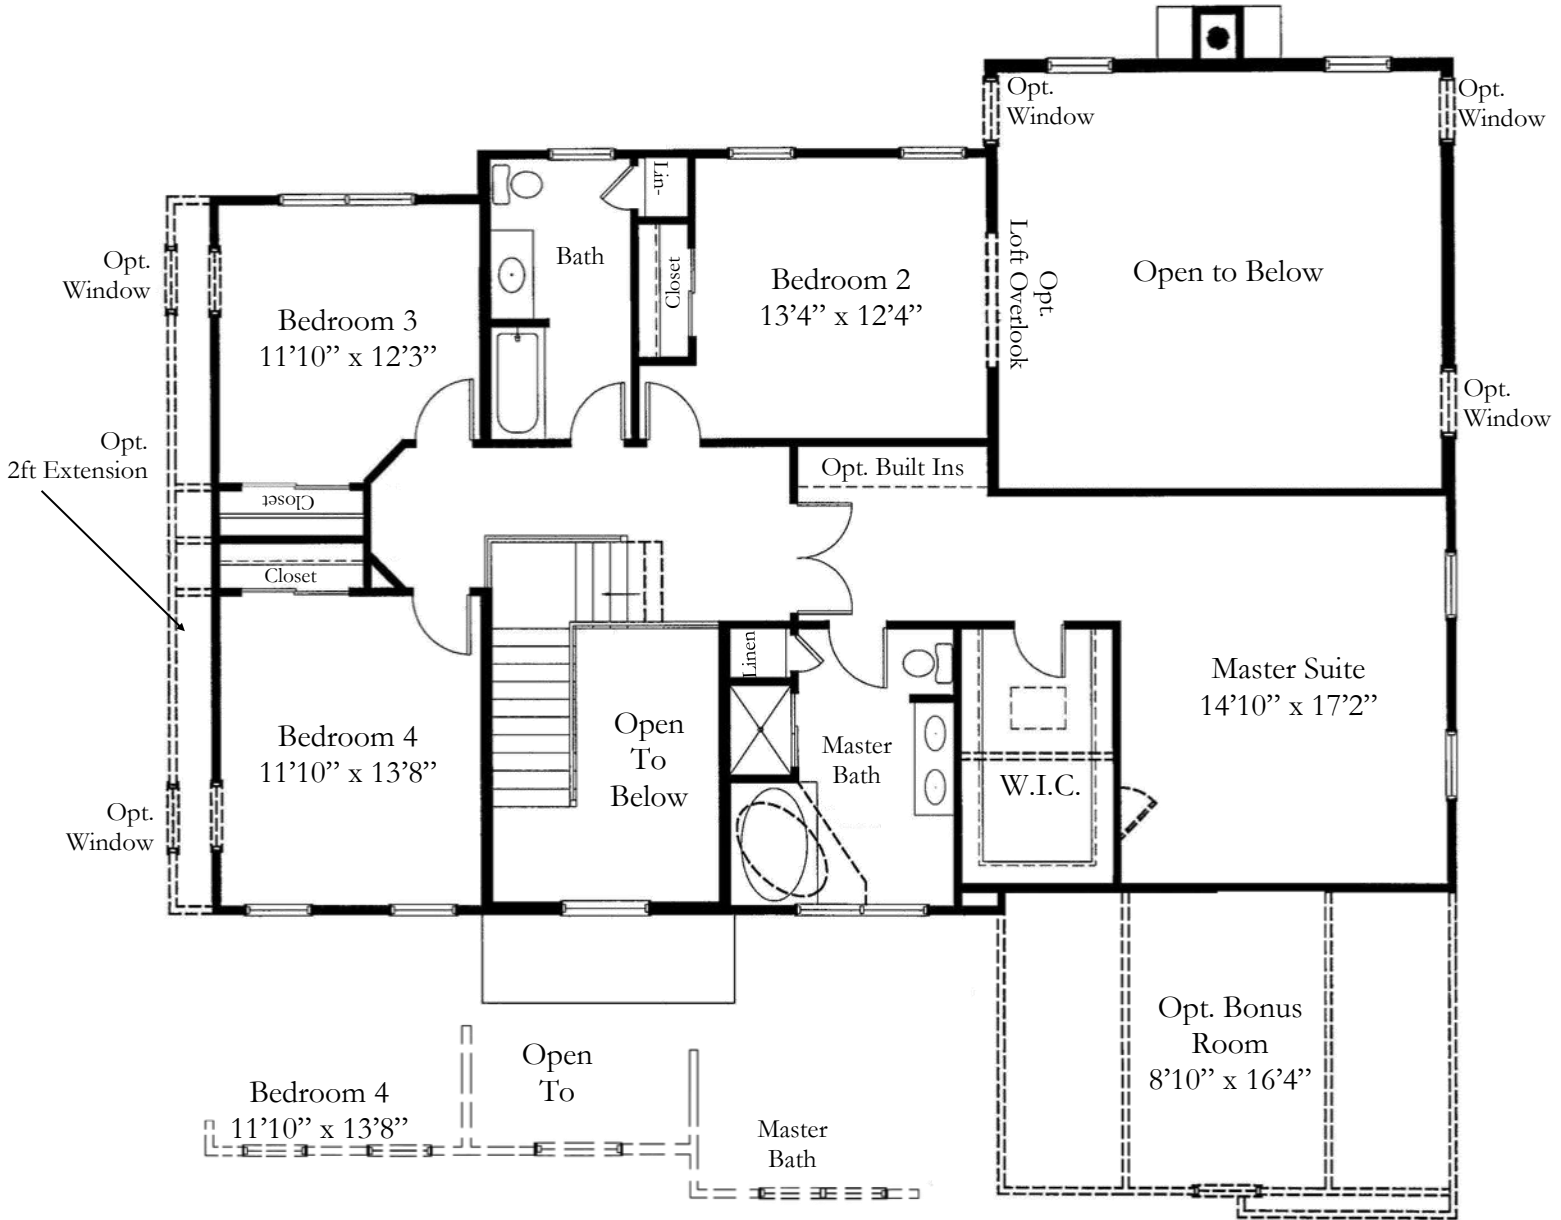 Opt.
Window
Opt.
Window
Lin-
Bath
Closet
Bedroom 2
13’4” x 12’4”
Opt.
Loft Overlook
Open to Below
Opt.
Window
Bedroom 3
11’10” x 12’3”
Opt.
Window
Opt.
2ft Extension
Opt. Built Ins
Closet
Closet
Linen
Master Suite
14’10” x 17’2”
Open
To
Below
Bedroom 4
11’10” x 13’8”
Master
Bath
W.I.C.
Opt.
Window
Opt. Bonus
Room
8’10” x 16’4”
Open
To
Bedroom 4
11’10” x 13’8”
Master
Bath